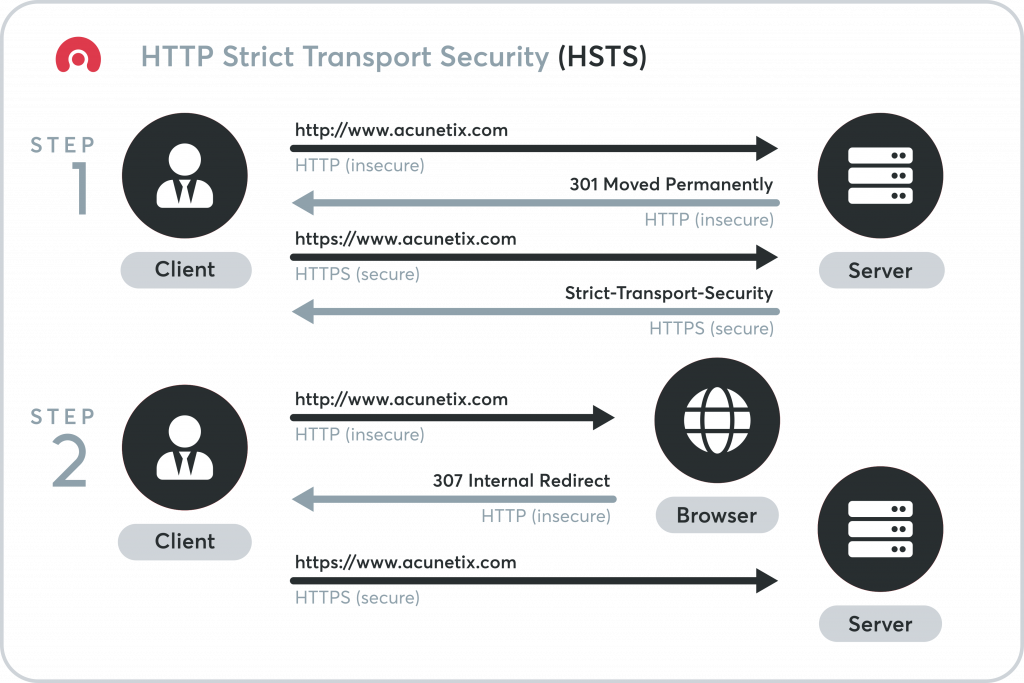 HTTP Strict Transport Security (HSTS)
STEP
1
http://www.acunetix.com
HTTP (insecure)
301 Moved Permanently
HTTP (insecure)
https://www.acunetix.com
HTTPS (secure)
Strict-Transport-Security
HTTPS (secure)
Client
Server
STEP
2
http://www.acunetix.com
HTTP (insecure)
307 Internal Redirect
HTTP (insecure)
Browser
Client
https://www.acunetix.com
HTTPS (secure)
Server